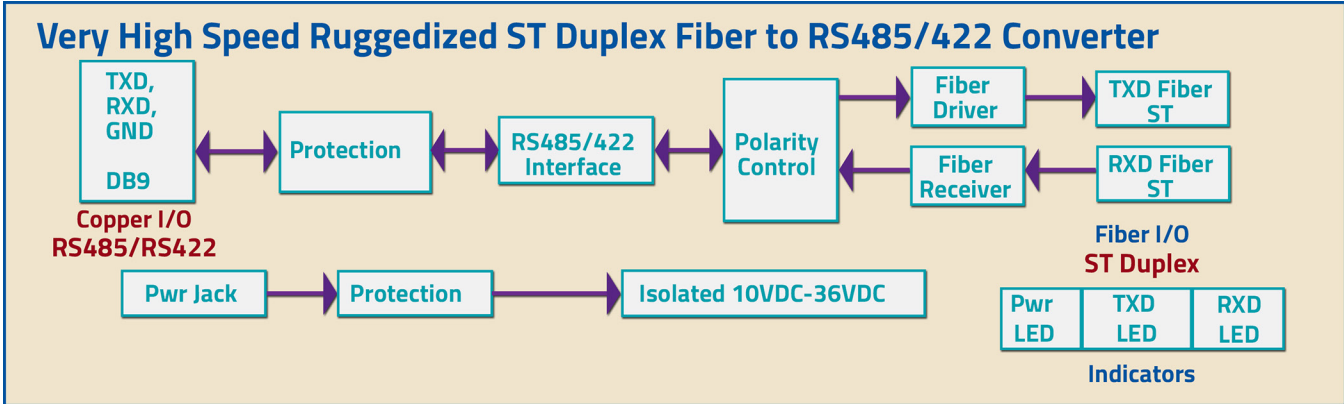 Very High Speed Ruggedized ST Duplex Fiber to RS485/422 Converter
TXD,
RXD,
GND
DB9
Copper I/O
RS485/RS422
Protection
RS485/422
Interface
Polarity
Control
Fiber
Driver
TXD Fiber
ST
Fiber
Receiver
RXD Fiber
ST
Fiber I/O
ST Duplex
Pwr Jack
Protection
Isolated 10VDC-36VDC
Pwr
LED
TXD
LED
RXD
LED
Indicators